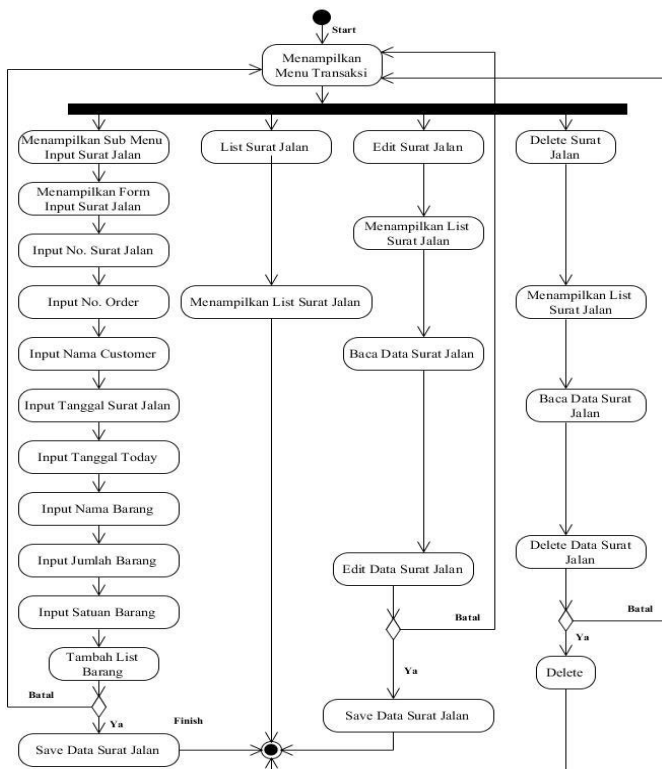 Start
Menampilkan
Menu Transaksi
Menampilkan Sub Menu
Input Surat Jalan
Menampilkan Form
Input Surat Jalan
Input No. Surat Jalan
Input No. Order
Input Nama Customer
Input Tanggal Surat Jalan
Input Tanggal Today
Input Nama Barang
Input Jumlah Barang
Input Satuan Barang
Tambah List
Barang
Batal
Ya
Save Data Surat Jalan
Finish
List Surat Jalan
Menampilkan List Surat Jalan
Edit Surat Jalan
Menampilkan List
Surat Jalan
Baca Data Surat Jalan
Edit Data Surat Jalan
Batal
Ya
Save Data Surat Jalan
Delete Surat
Jalan
Menampilkan List
Surat Jalan
Baca Data Surat
Jalan
Delete Data Surat
Jalan
Batal
Ya
Delete